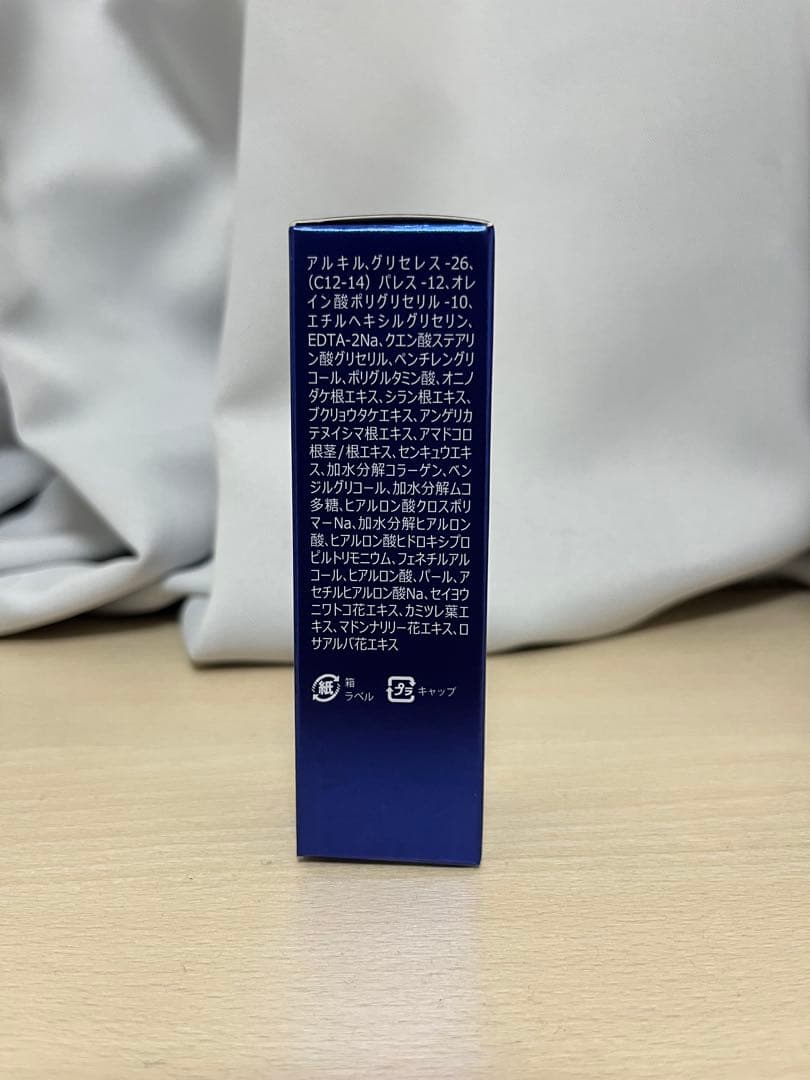 アルキル、グリセレス-26、
(C12-14) パレス-12、オレ
イン酸ポリグリセリル-10、
エチルヘキシルグリセリン、
EDTA-2Na、クエン酸ステアリ
ン酸グリセリル、ペンチレングリ
コール、ポリグルタミン酸、オニノ
ダケ根エキス、シラン根エキス、
ブクリョウタケエキス、アンゲリカ
テヌイシマ根エキス、アマドコロ
根茎/根エキス、センキュウエキ
ス、加水分解コラーゲン、ベン
ジルグリコール、加水分解ムコ
多糖、ヒアルロン酸クロスポリ
マーNa、加水分解ヒアルロン
酸、ヒアルロン酸ヒドロキシプロ
ピルトリモニウム、フェネチルアル
コール、ヒアルロン酸、パール、ア
セチルヒアルロン酸Na、セイヨウ
ニワトコ花エキス、カミツレ葉エ
キス、マドンナリリー花エキス、ロ
サアルバ花エキス
紙 箱
ラベル
プラ キャップ